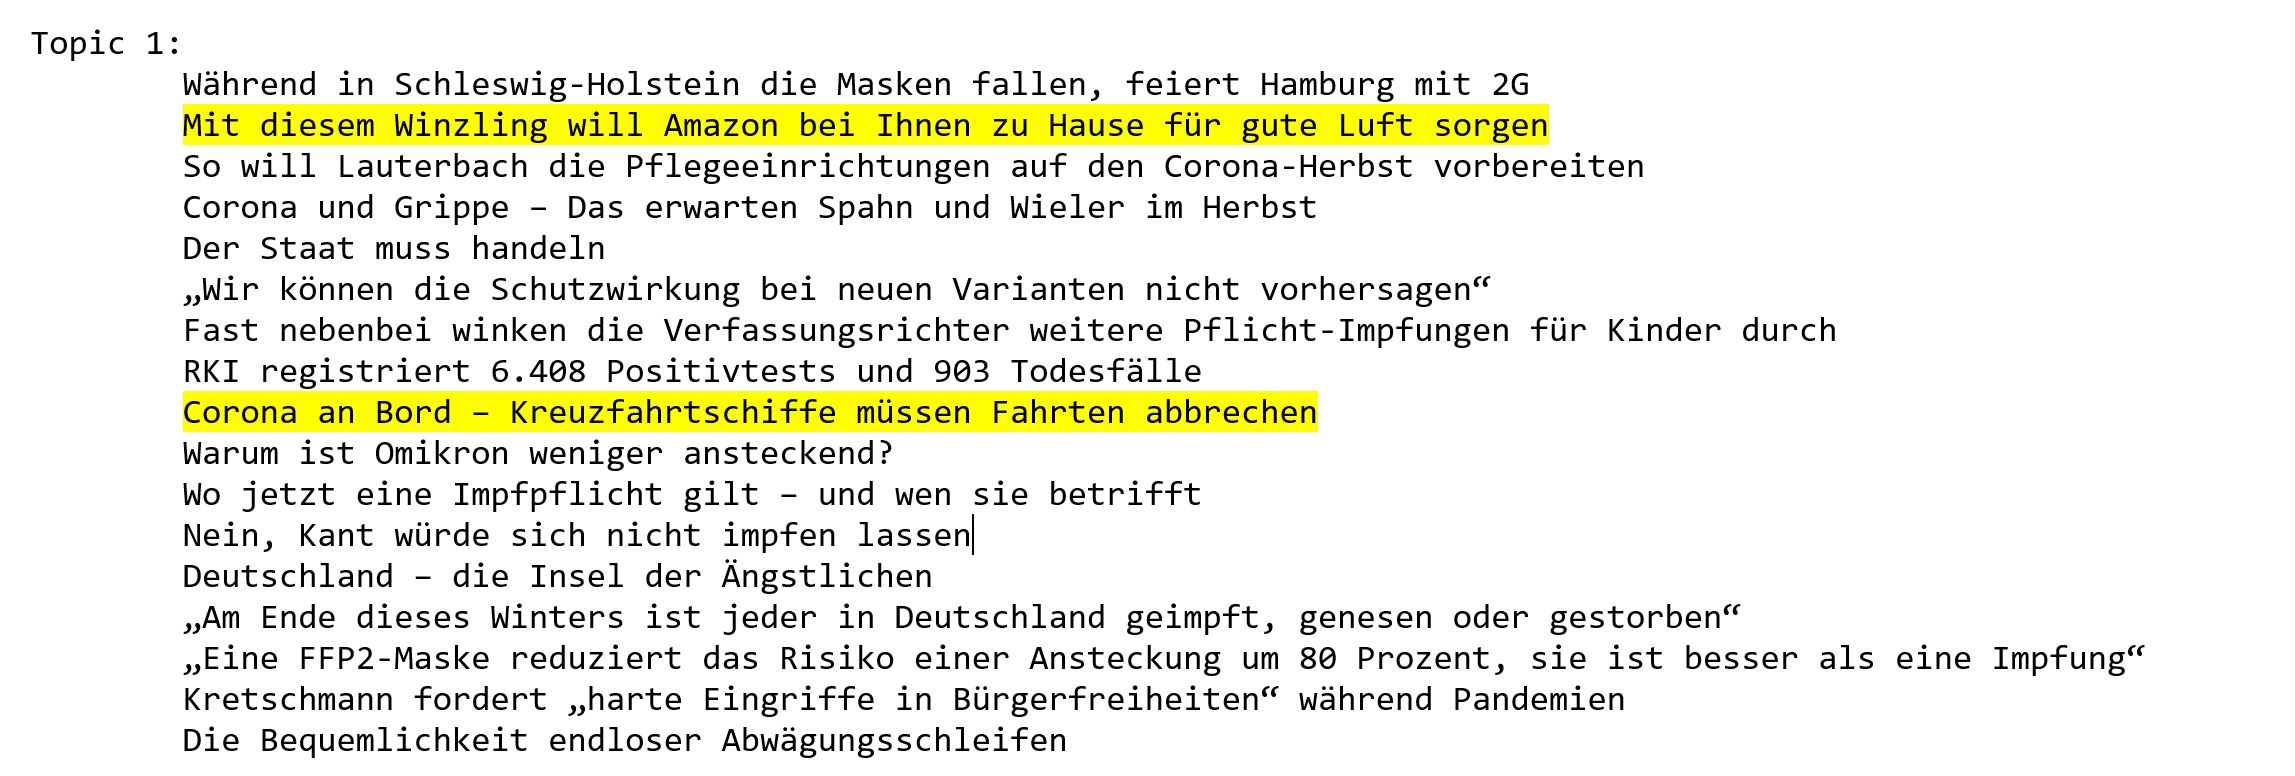 Topic 1:
Während in Schleswig-Holstein die Masken fallen, feiert Hamburg mit 2G
Mit diesem Winzling will Amazon bei Ihnen zu Hause für gute Luft sorgen
So will Lauterbach die Pflegeeinrichtungen auf den Corona-Herbst vorbereiten
Corona und Grippe – Das erwarten Spahn und Wieler im Herbst
Der Staat muss handeln
„Wir können die Schutzwirkung bei neuen Varianten nicht vorhersagen“
Fast nebenbei winken die Verfassungsrichter weitere Pflicht-Impfungen für Kinder durch
RKI registriert 6.408 Positivtests und 903 Todesfälle
Corona an Bord – Kreuzfahrtschiffe müssen Fahrten abbrechen
Warum ist Omikron weniger ansteckend?
Wo jetzt eine Impfpflicht gilt – und wen sie betrifft
Nein, Kant würde sich nicht impfen lassen
Deutschland – die Insel der Ängstlichen
„Am Ende dieses Winters ist jeder in Deutschland geimpft, genesen oder gestorben“
„Eine FFP2-Maske reduziert das Risiko einer Ansteckung um 80 Prozent, sie ist besser als eine Impfung“
Kretschmann fordert „harte Eingriffe in Bürgerfreiheiten“ während Pandemien
Die Bequemlichkeit endloser Abwägungsschleifen